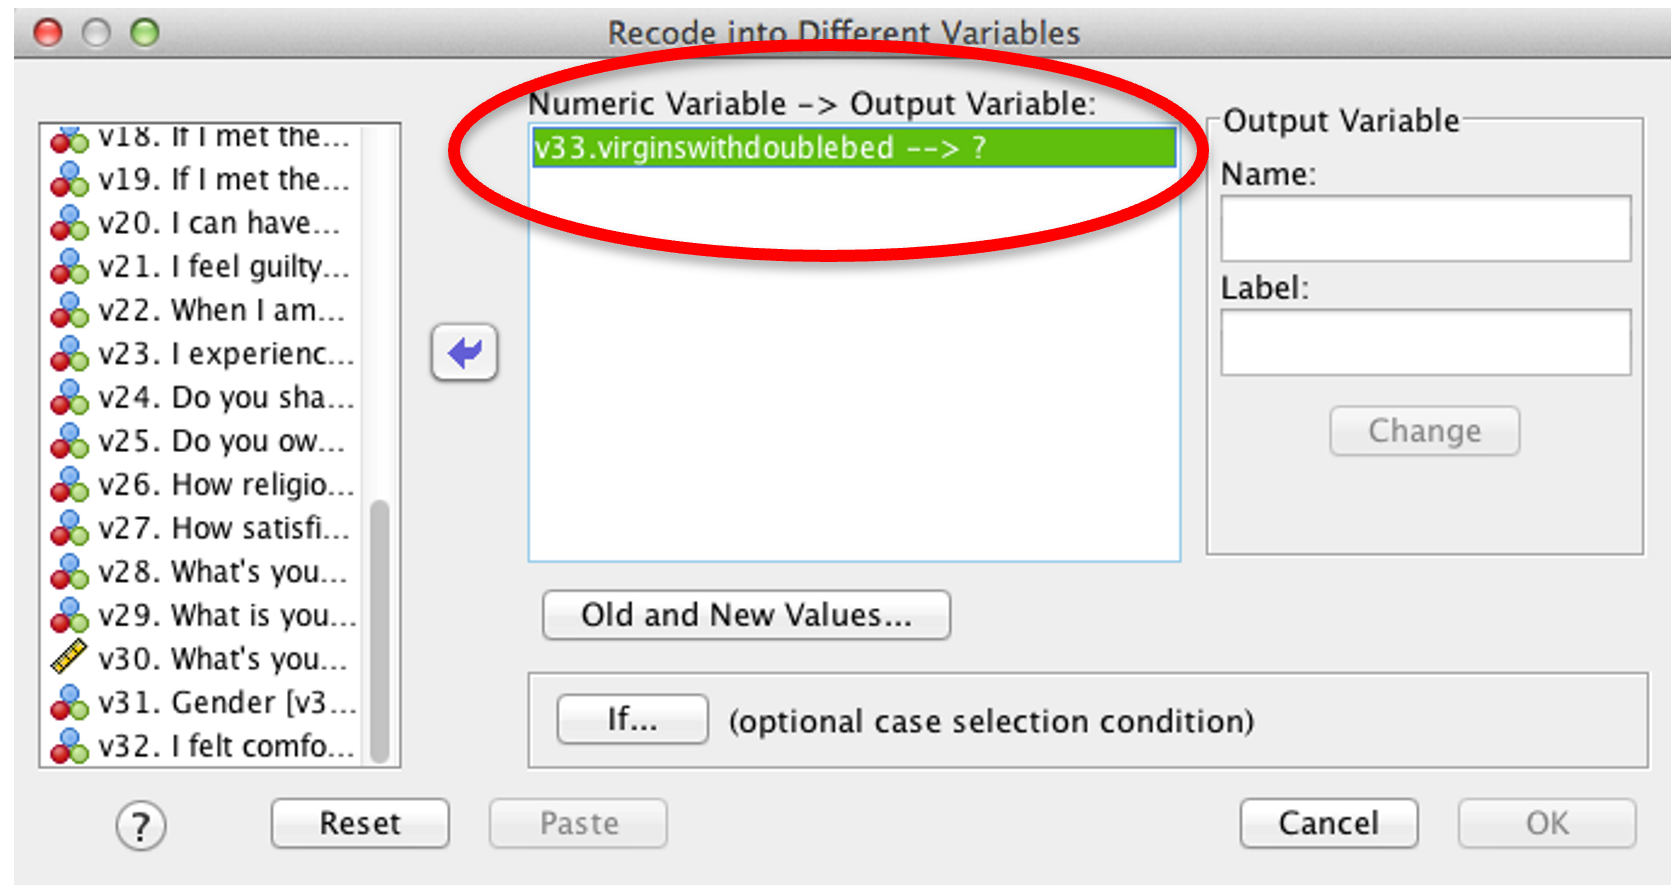 Recode into Different Variables
v18. If I met the...
v19. If I met the...
v20. I can have...
v21. I feel guilty...
v22. When I am...
v23. I experienc...
v24. Do you sha...
v25. Do you ow...
v26. How religio...
v27. How satisfi...
v28. What's you...
v29. What is you...
v30. What's you...
v31. Gender [v3...
v32. I felt comfo...
Numeric Variable -> Output Variable:
v33.virginswithdoublebed --> ?
Old and New Values...
If... (optional case selection condition)
Output Variable
Name:
Label:
Change
? Reset Paste Cancel OK